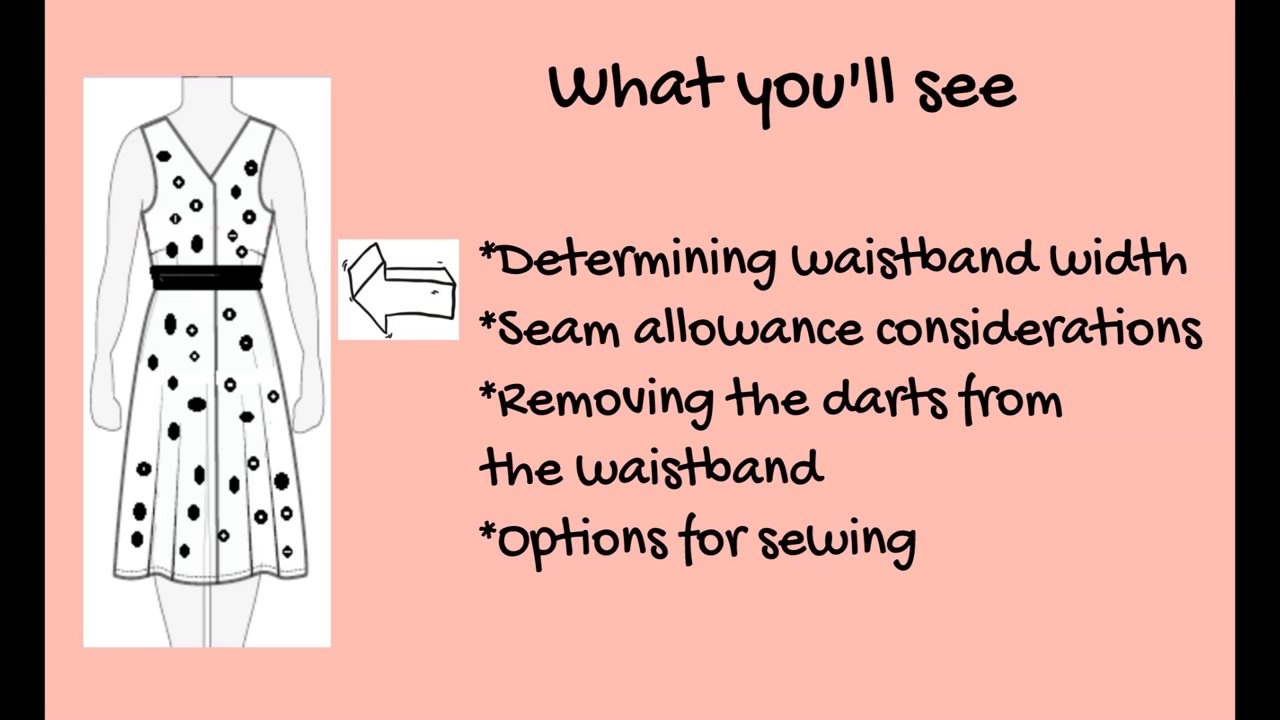 What you'll see
*Determining waistband width
*Seam allowance considerations
*Removing the darts from
the waistband
*Options for sewing